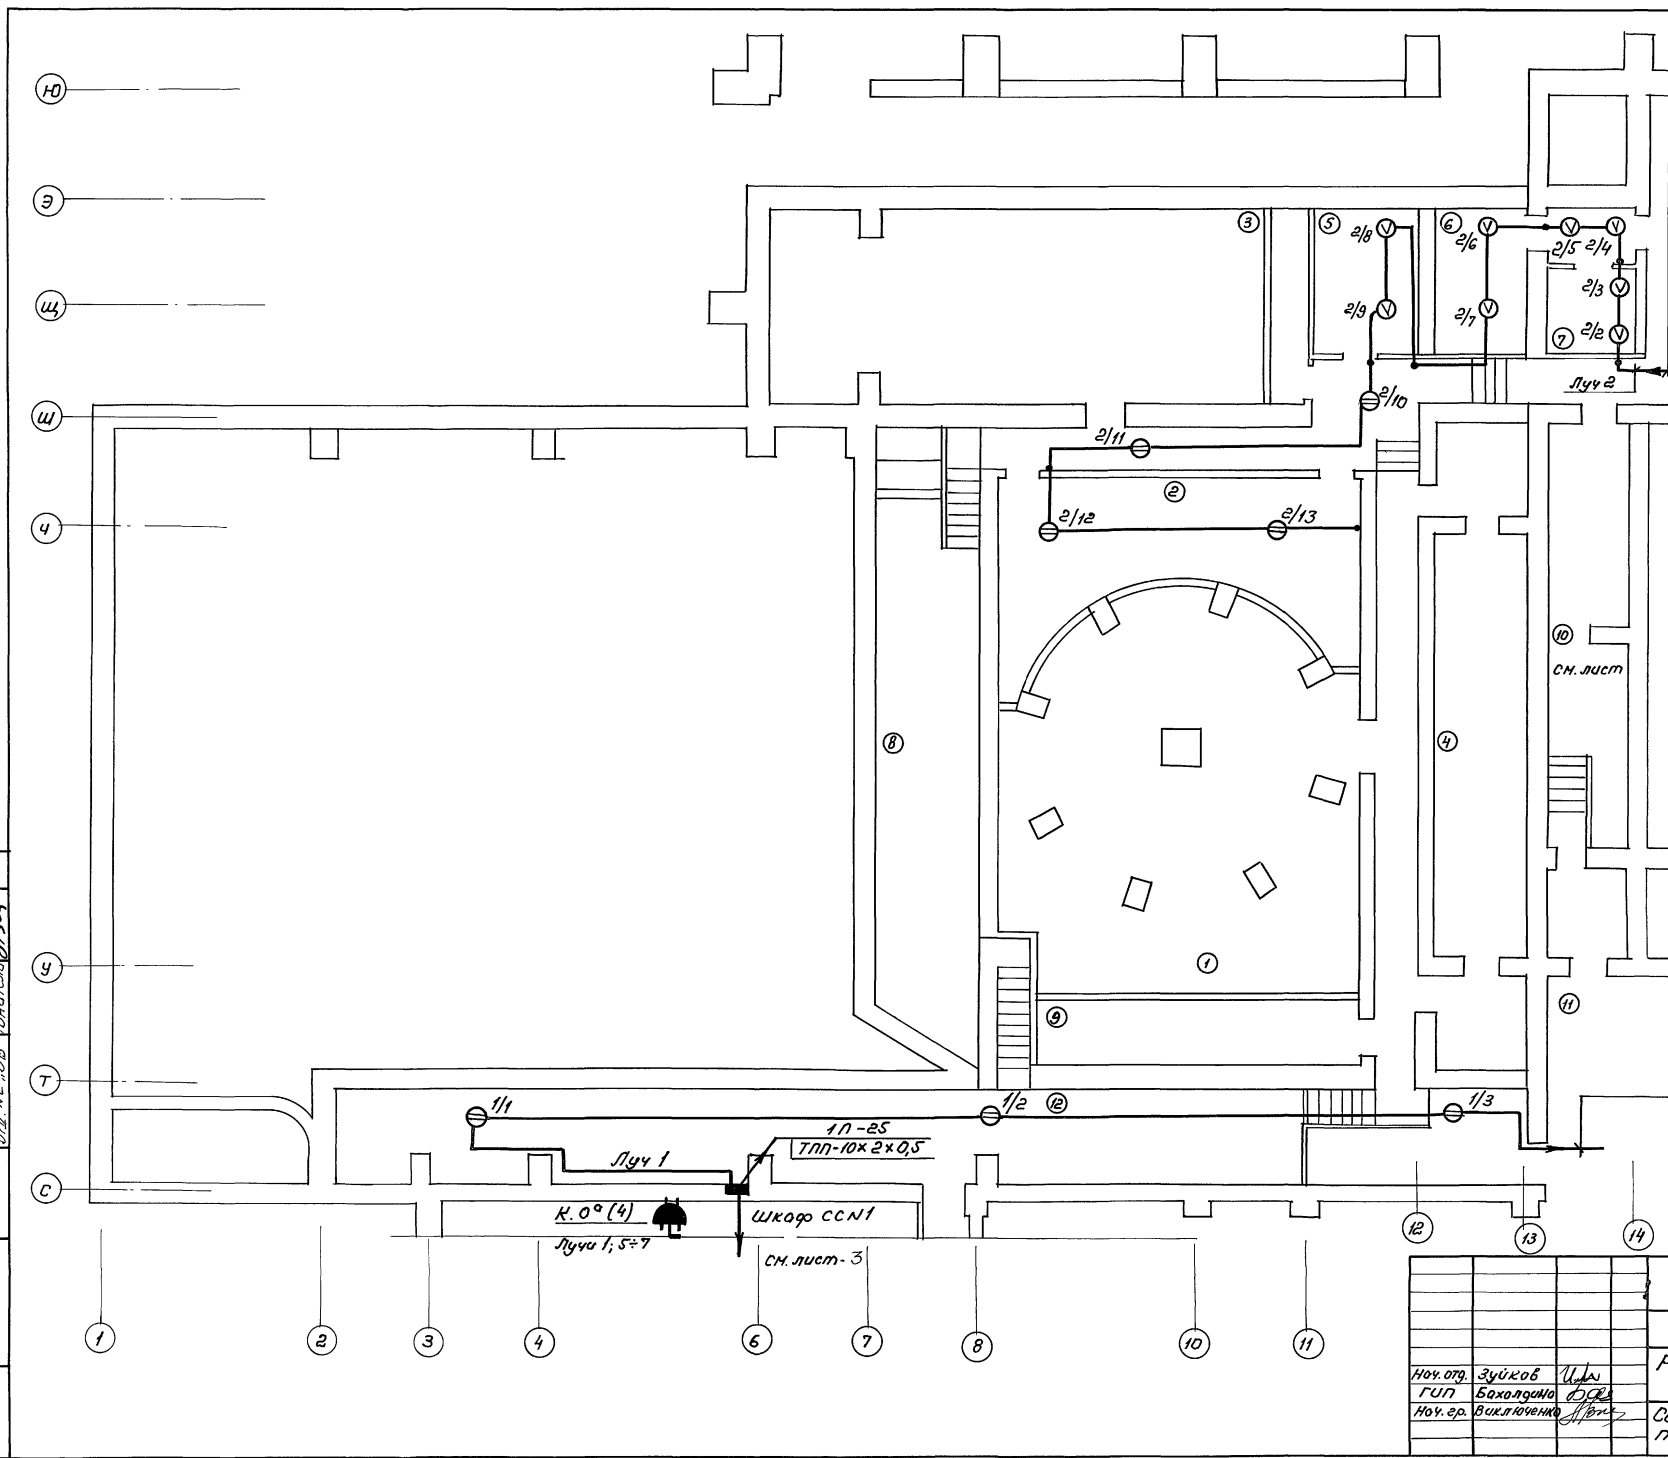 Ю
Э
Щ
Ш
Ч
У
Т
С
3
5
2/8
6
2/6
2/5 2/4
2/3
2/9
2/7
7
2/2
Луч 2
2/10
2/11
2
2/12
2/13
10
см. лист
8
4
1
9
11
1/1
1/2
12
1/3
1П-25
ТПП-10×2×0,5
Луч 1
К. 0ª (4)
Лучи 1; 5÷7
Шкаф ССN1
см. лист-3
1
2
3
4
6
7
8
10
11
12
13
14
Нач. отд. Зуйков
ГИП Бахолдина
Нач. гр. Виключенко